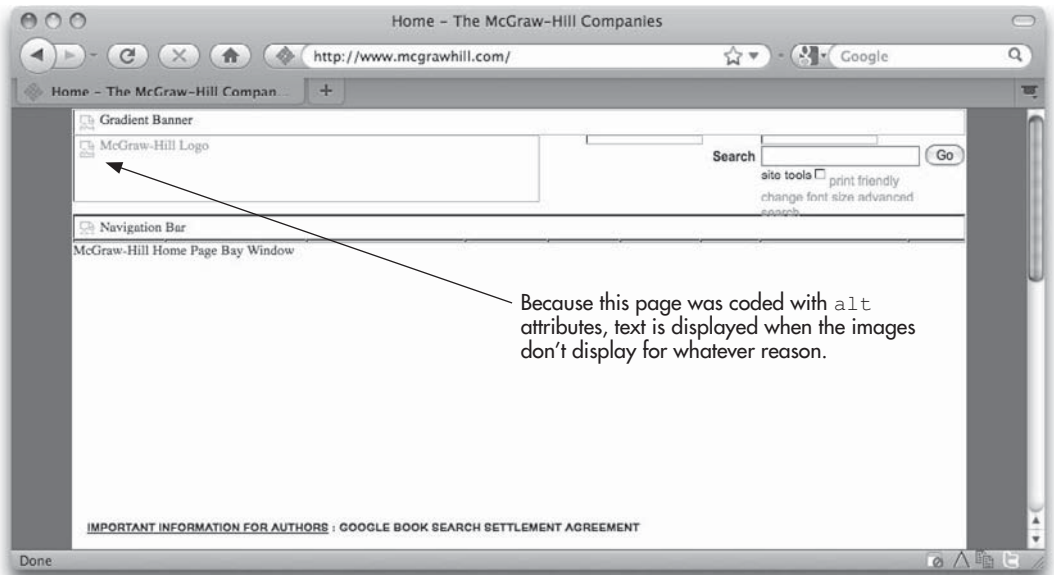 Home – The McGraw-Hill Companies
http://www.mcgrawhill.com/
Google
Home – The McGraw-Hill Compan...
+
Gradient Banner
McGraw-Hill Logo
Search
Go
site tools
print friendly
change font size advanced
search
Navigation Bar
McGraw-Hill Home Page Bay Window
Because this page was coded with alt
attributes, text is displayed when the images
don't display for whatever reason.
IMPORTANT INFORMATION FOR AUTHORS : GOOGLE BOOK SEARCH SETTLEMENT AGREEMENT
Done